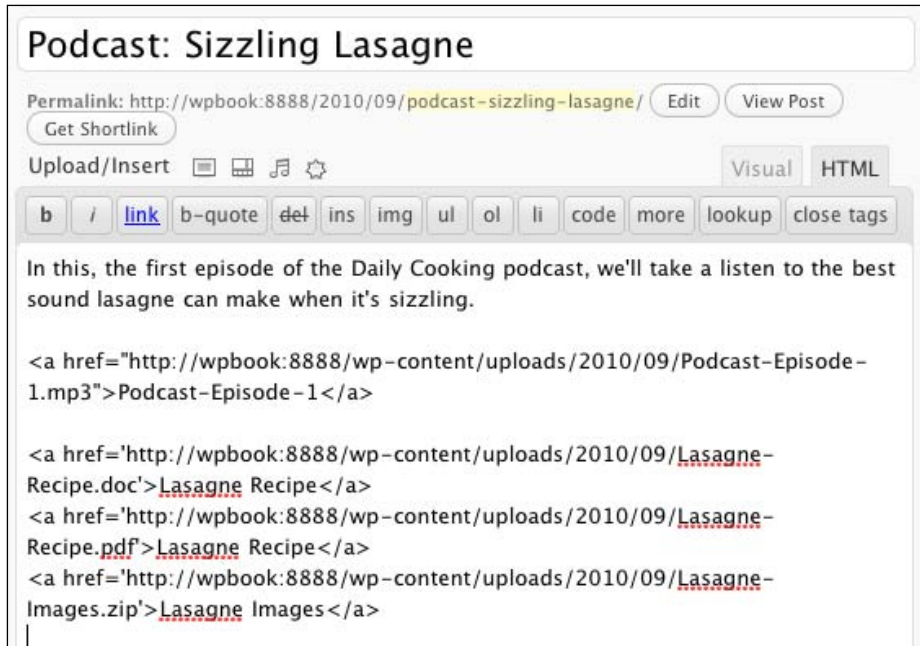 Podcast: Sizzling Lasagne
Permalink: http://wpbook:8888/2010/09/podcast-sizzling-lasagne/ Edit View Post
Get Shortlink
Upload/Insert Visual HTML
b i link b-quote del ins img ul ol li code more lookup close tags
In this, the first episode of the Daily Cooking podcast, we'll take a listen to the best
sound lasagne can make when it's sizzling.
<a href="http://wpbook:8888/wp-content/uploads/2010/09/Podcast-Episode-
1.mp3">Podcast-Episode-1</a>
<a href='http://wpbook:8888/wp-content/uploads/2010/09/Lasagne-
Recipe.doc'>Lasagne Recipe</a>
<a href='http://wpbook:8888/wp-content/uploads/2010/09/Lasagne-
Recipe.pdf'>Lasagne Recipe</a>
<a href='http://wpbook:8888/wp-content/uploads/2010/09/Lasagne-
Images.zip'>Lasagne Images</a>